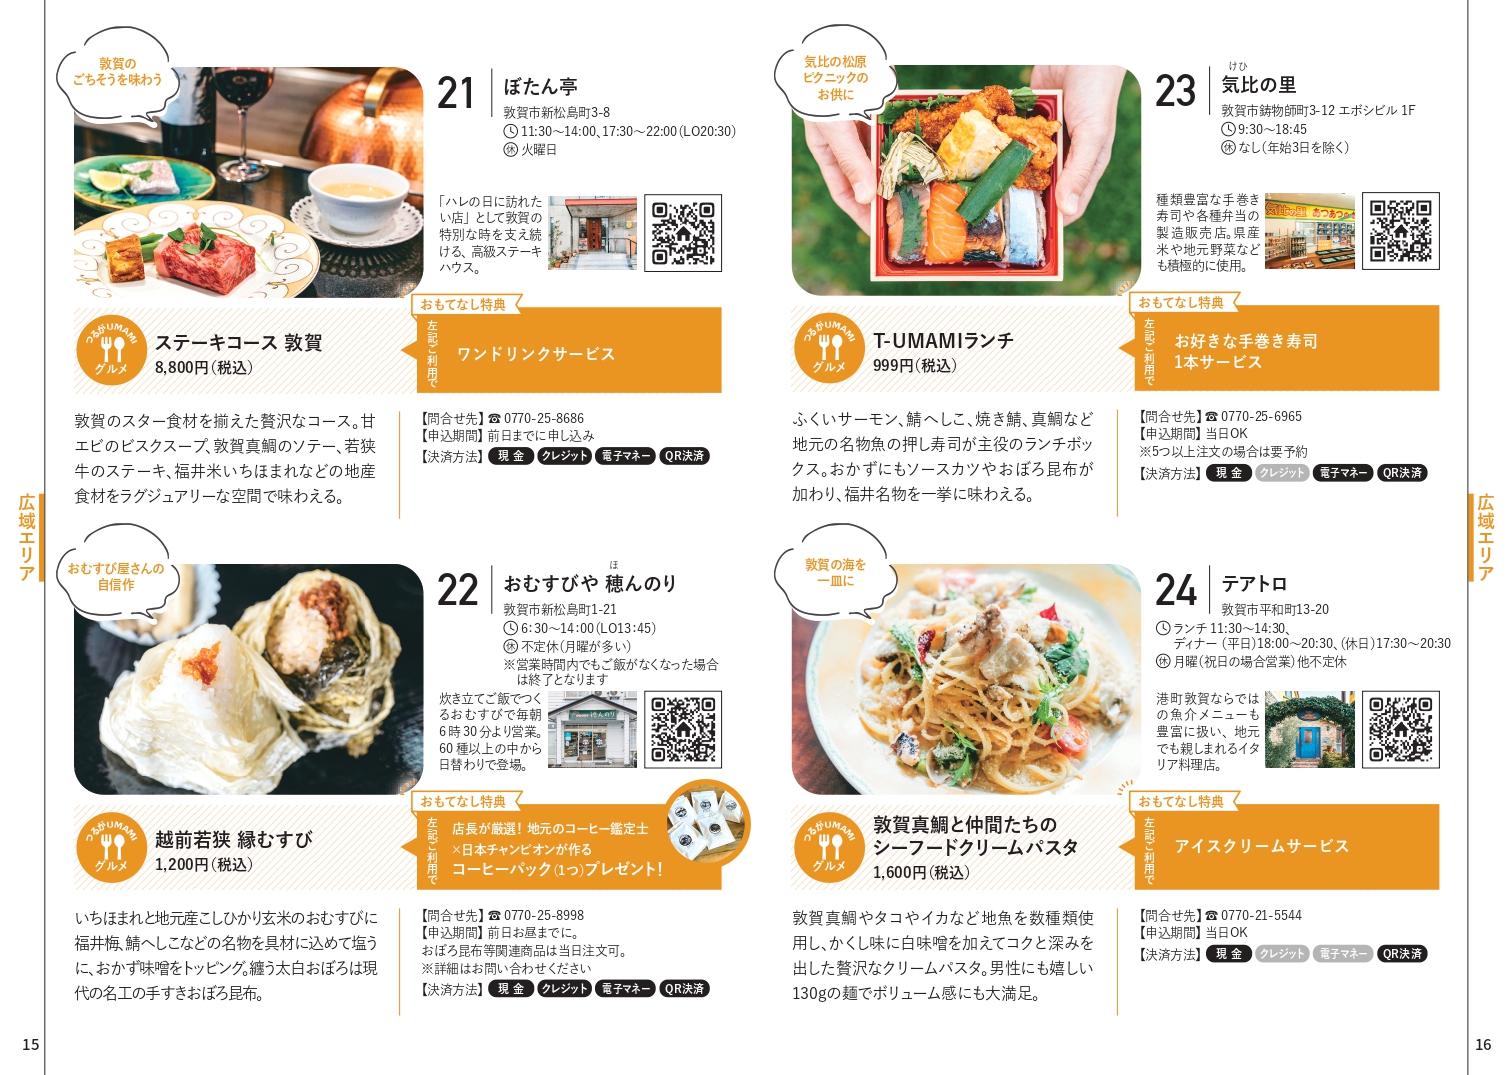 敦賀の
ごちそうを味わう
21
ぼたん亭
敦賀市新松島町3-8
11:30〜14:00、17:30〜22:00（LO20:30）
休 火曜日
「ハレの日に訪れた
い店」として敦賀の
特別な時を支え続
ける、高級ステーキ
ハウス。
つるがUMAMI
グルメ
ステーキコース 敦賀
8,800円（税込）
おもてなし特典
左記ご利用で
ワンドリンクサービス
敦賀のスター食材を揃えた贅沢なコース。甘
エビのビスクスープ、敦賀真鯛のソテー、若狭
牛のステーキ、福井米いちほまれなどの地産
食材をラグジュアリーな空間で味わえる。
【問合せ先】☎ 0770-25-8686
【申込期間】前日までに申し込み
【決済方法】現 金 クレジット 電子マネー QR決済
広域エリア
おむすび屋さんの
自信作
22
ほ
おむすびや 穂んのり
敦賀市新松島町1-21
6：30〜14：00（LO13：45）
休 不定休（月曜が多い）
※営業時間内でもご飯がなくなった場合
は終了となります
炊き立てご飯でつく
るおむすびで毎朝
6時30分より営業。
60種以上の中から
日替わりで登場。
つるがUMAMI
グルメ
越前若狭 縁むすび
1,200円（税込）
おもてなし特典
左記ご利用で
店長が厳選！地元のコーヒー鑑定士
×日本チャンピオンが作る
コーヒーパック（1つ）プレゼント！
いちほまれと地元産こしひかり玄米のおむすびに
福井梅、鯖へしこなどの名物を具材に込めて塩う
に、おかず味噌をトッピング。纏う太白おぼろは現
代の名工の手すきおぼろ昆布。
【問合せ先】☎ 0770-25-8998
【申込期間】前日お昼までに。
おぼろ昆布等関連商品は当日注文可。
※詳細はお問い合わせください
【決済方法】現 金 クレジット 電子マネー QR決済
15
気比の松原
ピクニックの
お供に
23
けひ
気比の里
敦賀市鋳物師町3-12 エボシビル 1F
9:30〜18:45
休 なし（年始3日を除く）
種類豊富な手巻き
寿司や各種弁当の
製造販売店。県産
米や地元野菜など
も積極的に使用。
気比の里 あつあつ
つるがUMAMI
グルメ
T-UMAMIランチ
999円（税込）
おもてなし特典
左記ご利用で
お好きな手巻き寿司
1本サービス
ふくいサーモン、鯖へしこ、焼き鯖、真鯛など
地元の名物魚の押し寿司が主役のランチボッ
クス。おかずにもソースカツやおぼろ昆布が
加わり、福井名物を一挙に味わえる。
【問合せ先】☎ 0770-25-6965
【申込期間】当日OK
※5つ以上注文の場合は要予約
【決済方法】現 金 クレジット 電子マネー QR決済
広域エリア
敦賀の海を
一皿に
24
テアトロ
敦賀市平和町13-20
ランチ 11:30〜14:30、
ディナー（平日）18:00〜20:30、（休日）17:30〜20:30
休 月曜（祝日の場合営業）他不定休
港町敦賀ならでは
の魚介メニューも
豊富に扱い、地元
でも親しまれるイタ
リア料理店。
つるがUMAMI
グルメ
敦賀真鯛と仲間たちの
シーフードクリームパスタ
1,600円（税込）
おもてなし特典
左記ご利用で
アイスクリームサービス
敦賀真鯛やタコやイカなど地魚を数種類使
用し、かくし味に白味噌を加えてコクと深みを
出した贅沢なクリームパスタ。男性にも嬉しい
130gの麺でボリューム感にも大満足。
【問合せ先】☎ 0770-21-5544
【申込期間】当日OK
【決済方法】現 金 クレジット 電子マネー QR決済
16